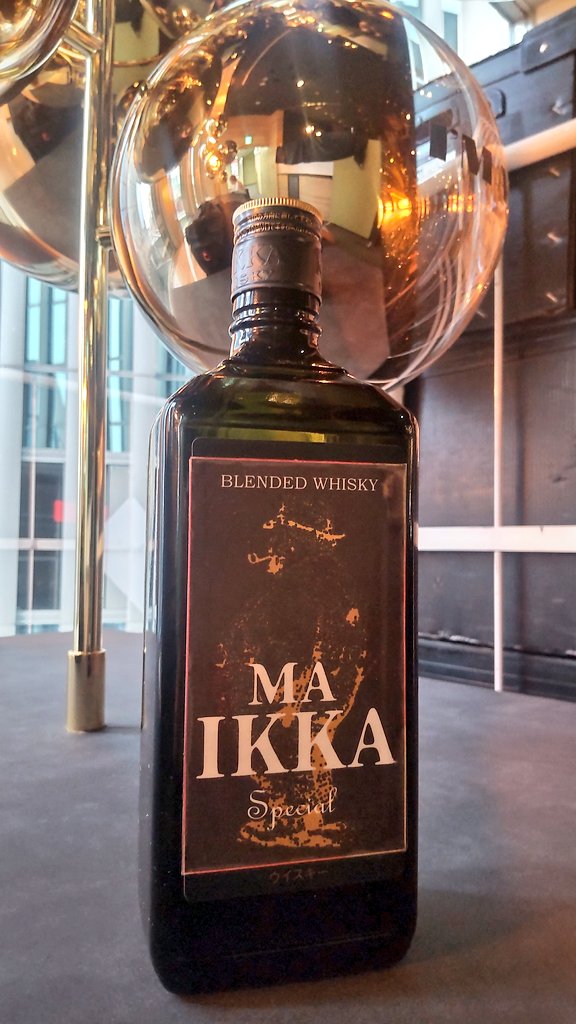 BLENDED WHISKY
MA
IKKA
Special
ウイスキー